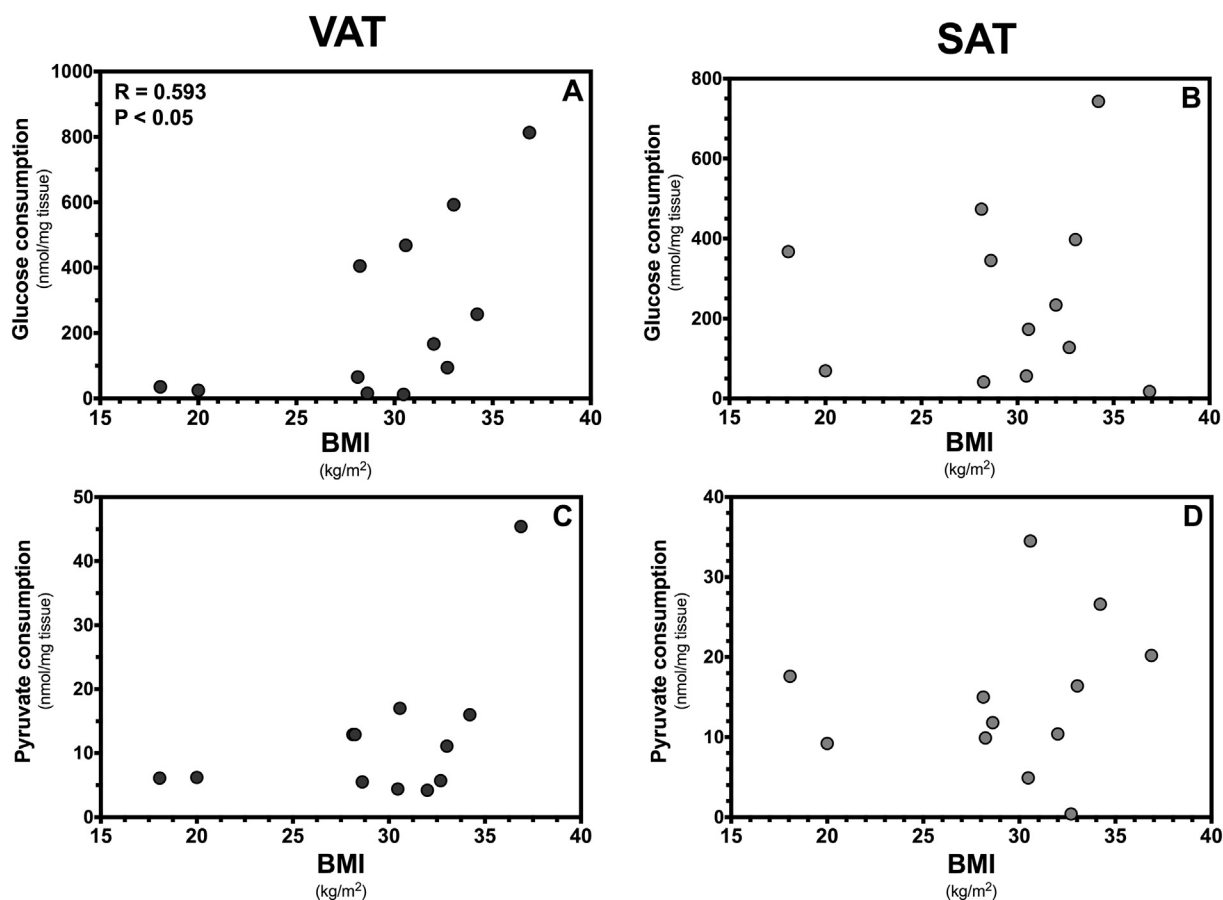 VAT
SAT
R = 0.593
P < 0.05
A
Glucose consumption
(nmol/mg tissue)
1000
800
600
400
200
0
15 20 25 30 35 40
BMI
(kg/m²)
B
Glucose consumption
(nmol/mg tissue)
800
600
400
200
0
15 20 25 30 35 40
BMI
(kg/m²)
C
Pyruvate consumption
(nmol/mg tissue)
50
40
30
20
10
0
15 20 25 30 35 40
BMI
(kg/m²)
D
Pyruvate consumption
(nmol/mg tissue)
40
30
20
10
0
15 20 25 30 35 40
BMI
(kg/m²)